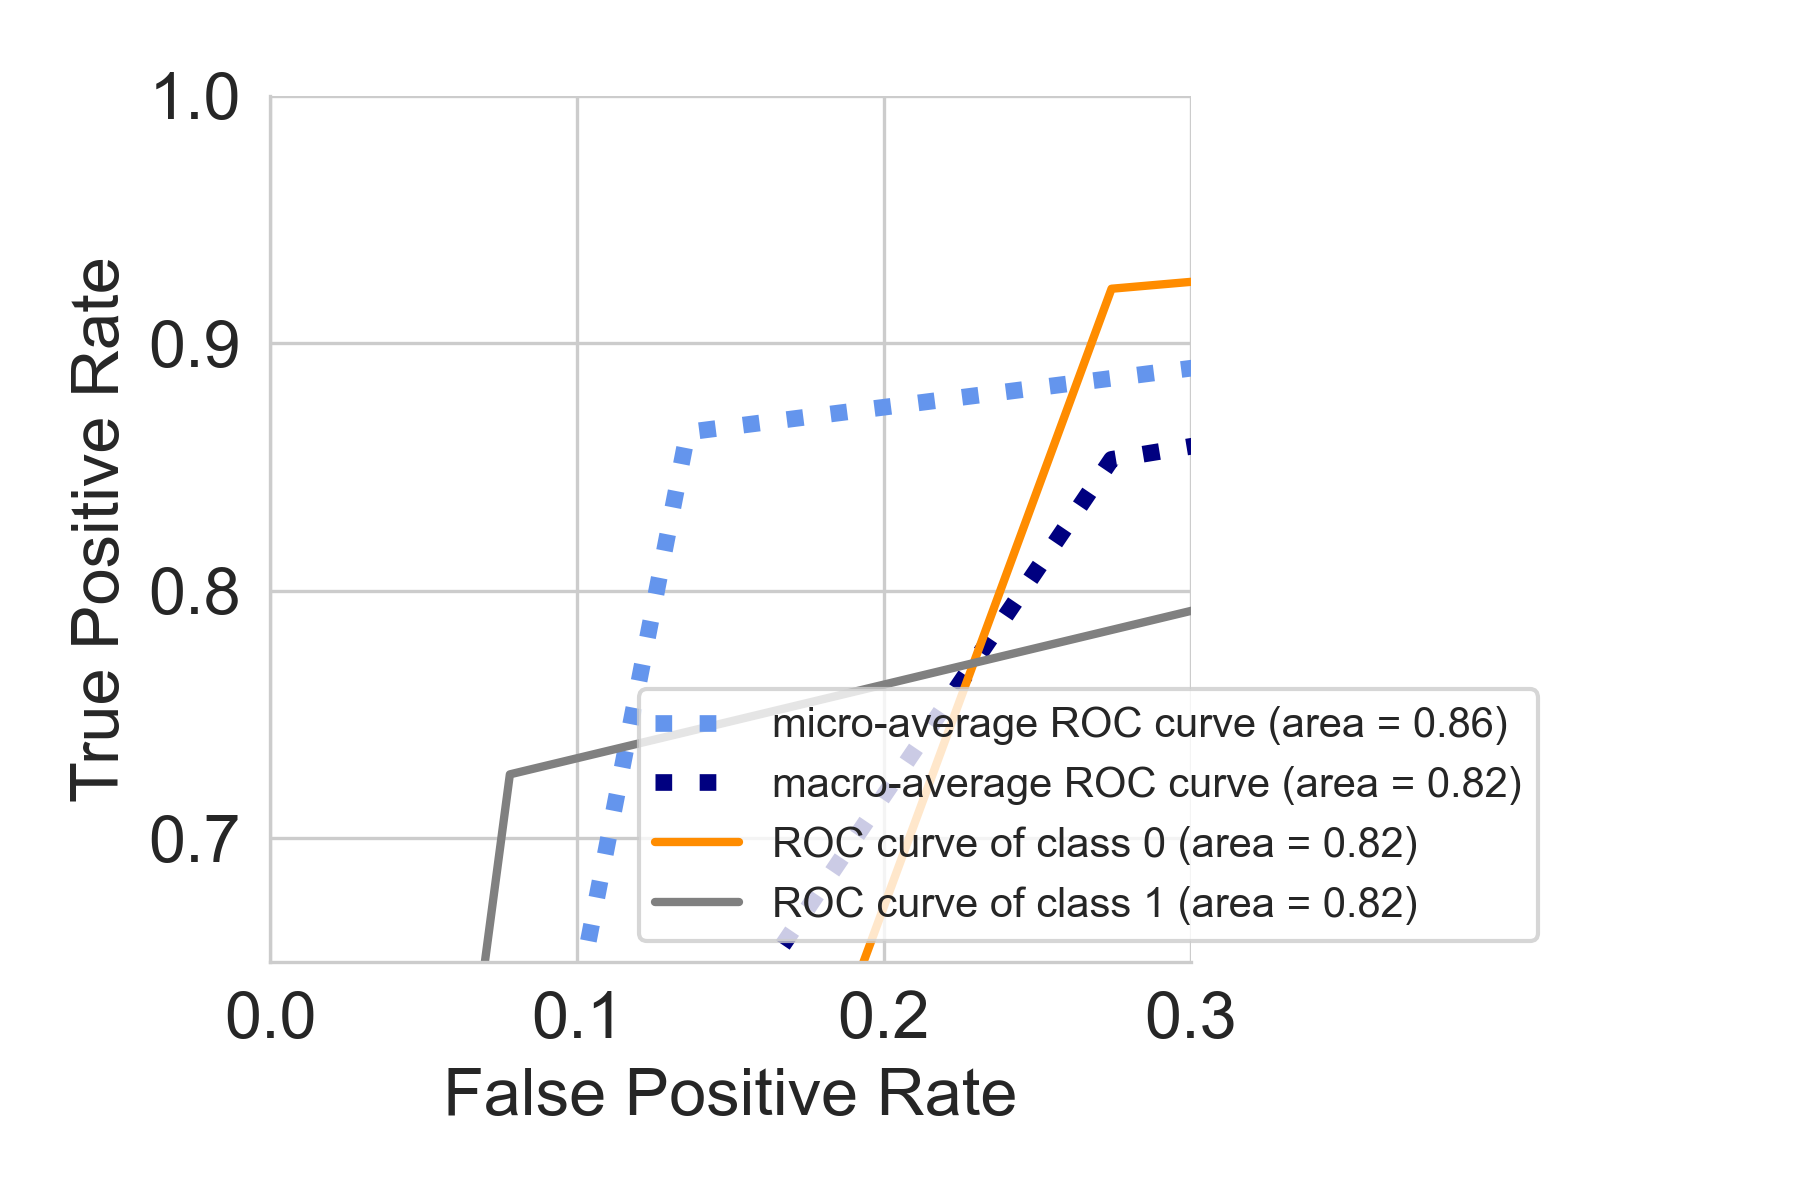 1.0
0.9
0.8
0.7
True Positive Rate
micro-average ROC curve (area = 0.86)
macro-average ROC curve (area = 0.82)
ROC curve of class 0 (area = 0.82)
ROC curve of class 1 (area = 0.82)
0.0 0.1 0.2 0.3
False Positive Rate